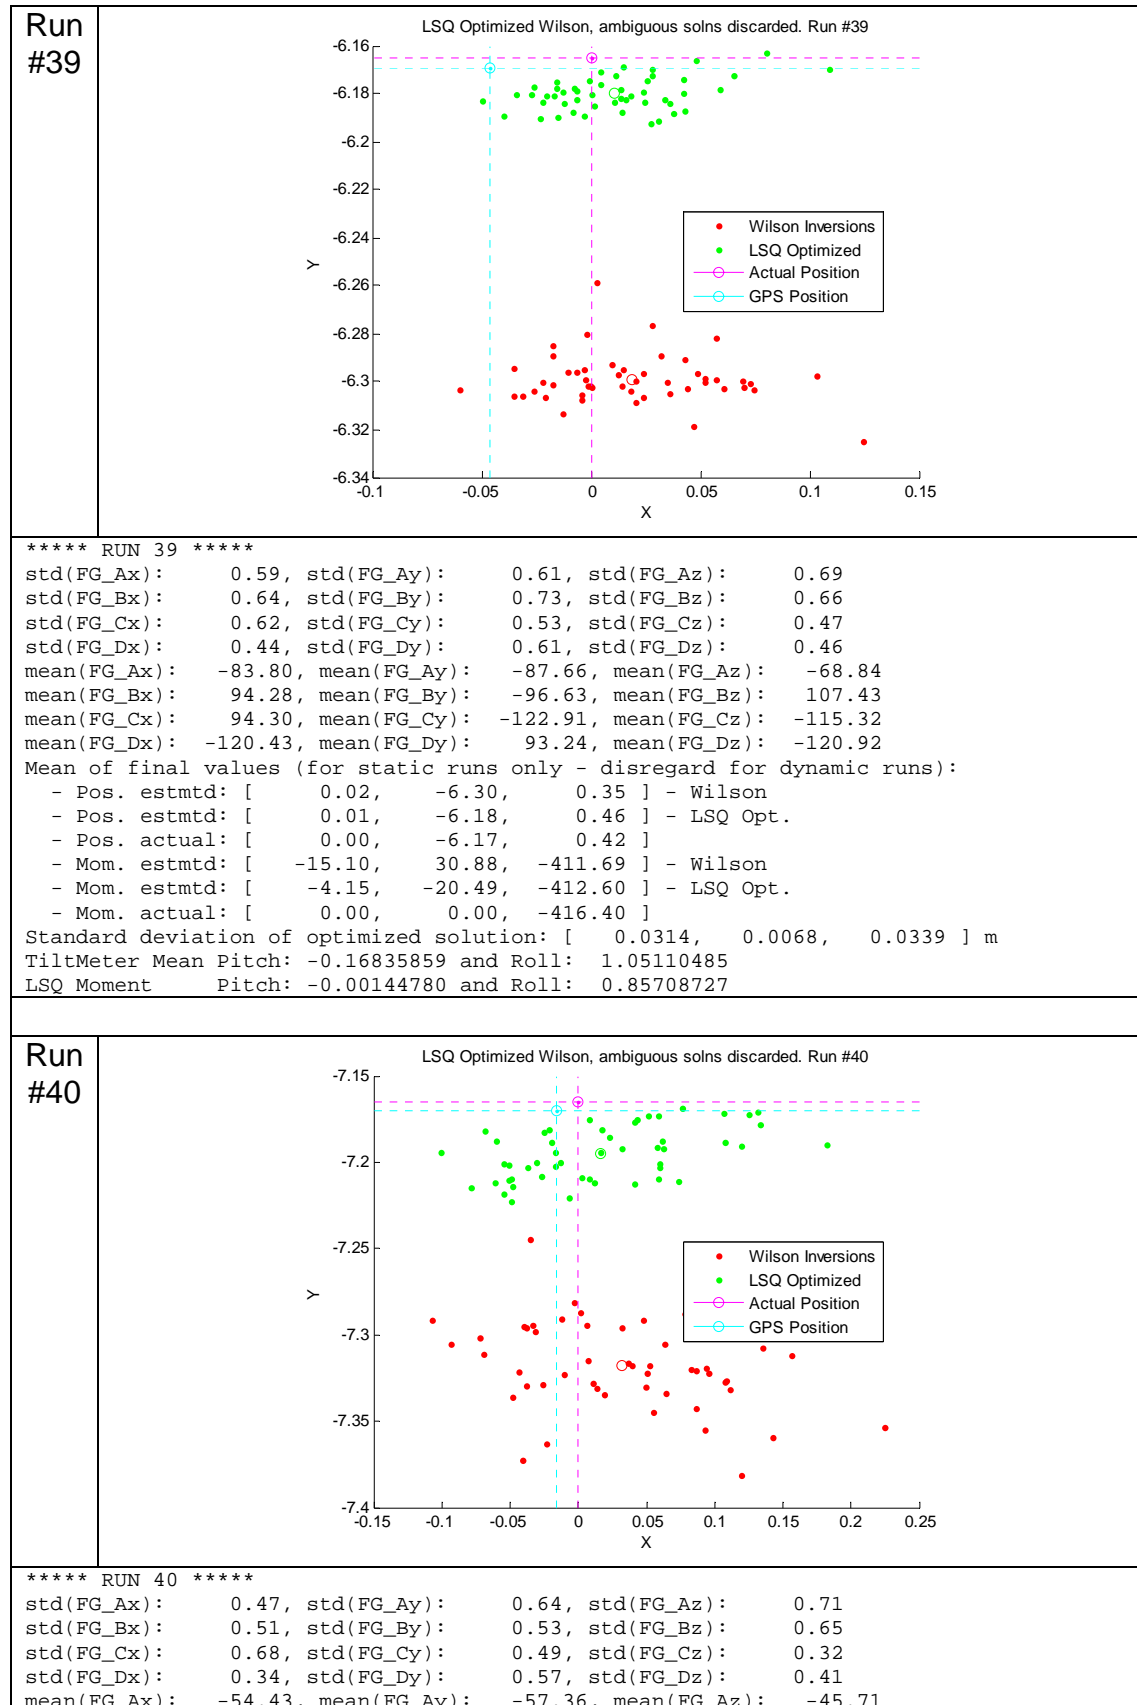 Run
#39
LSQ Optimized Wilson, ambiguous solns discarded. Run #39
-6.16
-6.18
-6.2
-6.22
-6.24
-6.26
-6.28
-6.3
-6.32
-6.34
Y
Wilson Inversions
LSQ Optimized
Actual Position
GPS Position
-0.1 -0.05 0 0.05 0.1 0.15
X
***** RUN 39 *****
std(FG_Ax): 0.59, std(FG_Ay): 0.61, std(FG_Az): 0.69
std(FG_Bx): 0.64, std(FG_By): 0.73, std(FG_Bz): 0.66
std(FG_Cx): 0.62, std(FG_Cy): 0.53, std(FG_Cz): 0.47
std(FG_Dx): 0.44, std(FG_Dy): 0.61, std(FG_Dz): 0.46
mean(FG_Ax): -83.80, mean(FG_Ay): -87.66, mean(FG_Az): -68.84
mean(FG_Bx): 94.28, mean(FG_By): -96.63, mean(FG_Bz): 107.43
mean(FG_Cx): 94.30, mean(FG_Cy): -122.91, mean(FG_Cz): -115.32
mean(FG_Dx): -120.43, mean(FG_Dy): 93.24, mean(FG_Dz): -120.92
Mean of final values (for static runs only - disregard for dynamic runs):
- Pos. estmtd: [ 0.02, -6.30, 0.35 ] - Wilson
- Pos. estmtd: [ 0.01, -6.18, 0.46 ] - LSQ Opt.
- Pos. actual: [ 0.00, -6.17, 0.42 ]
- Mom. estmtd: [ -15.10, 30.88, -411.69 ] - Wilson
- Mom. estmtd: [ -4.15, -20.49, -412.60 ] - LSQ Opt.
- Mom. actual: [ 0.00, 0.00, -416.40 ]
Standard deviation of optimized solution: [ 0.0314, 0.0068, 0.0339 ] m
TiltMeter Mean Pitch: -0.16835859 and Roll: 1.05110485
LSQ Moment Pitch: -0.00144780 and Roll: 0.85708727
Run
#40
LSQ Optimized Wilson, ambiguous solns discarded. Run #40
-7.15
-7.2
-7.25
-7.3
-7.35
-7.4
Y
Wilson Inversions
LSQ Optimized
Actual Position
GPS Position
-0.15 -0.1 -0.05 0 0.05 0.1 0.15 0.2 0.25
X
***** RUN 40 *****
std(FG_Ax): 0.47, std(FG_Ay): 0.64, std(FG_Az): 0.71
std(FG_Bx): 0.51, std(FG_By): 0.53, std(FG_Bz): 0.65
std(FG_Cx): 0.68, std(FG_Cy): 0.49, std(FG_Cz): 0.32
std(FG_Dx): 0.34, std(FG_Dy): 0.57, std(FG_Dz): 0.41
mean(FG_Ax): -54.43, mean(FG_Ay): -57.36, mean(FG_Az): -45.71